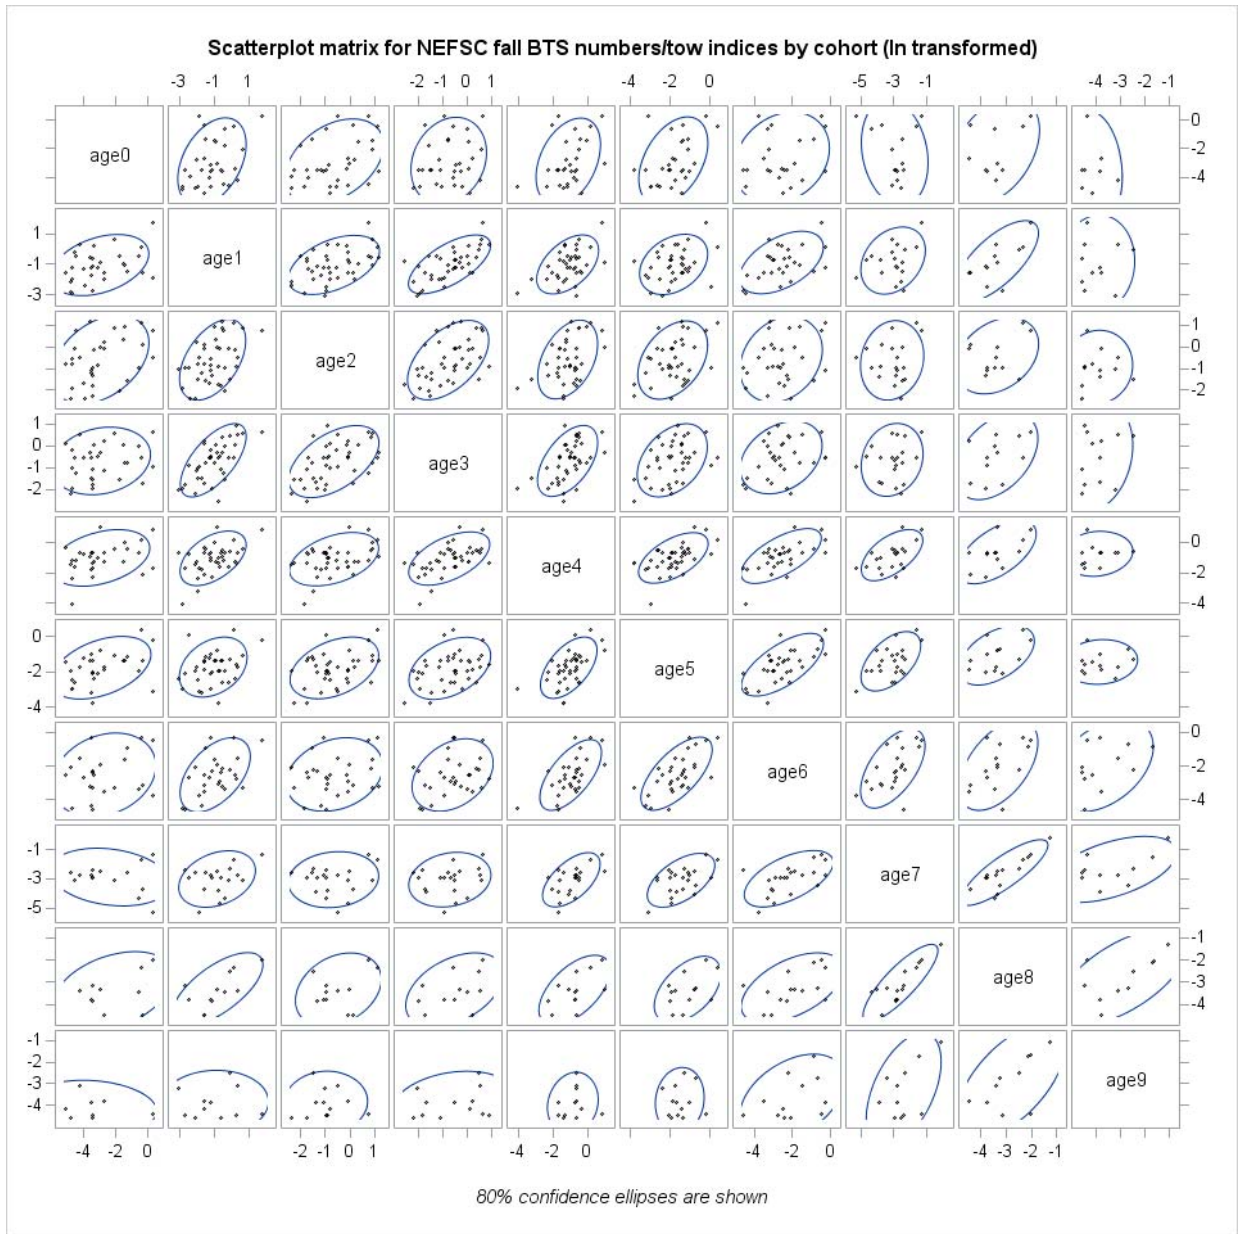 Scatterplot matrix for NEFSC fall BTS numbers/tow indices by cohort (ln transformed)
-3 -1 1 -2 -1 0 1 -4 0 -5 -3 -1 -4 -3 -2 -1
age0 0 -2 -4
1 -1 -3 age1
age2 1 0 -1 -2
1 0 -1 -2 age3
age4 0 -2 -4
0 -2 -4 age5
age6 0 -2 -4
-1 -3 -5 age7
age8 -1 -2 -3 -4
-1 -2 -3 -4 age9
-4 -2 0 -2 -1 0 1 -4 0 -4 -2 0 -4 -3 -2 -1
80% confidence ellipses are shown